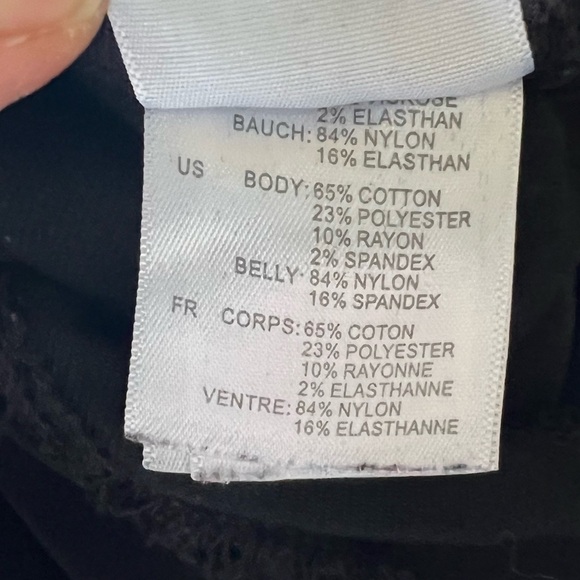 2% ELASTHAN
BAUCH: 84% NYLON
16% ELASTHAN
US BODY: 65% COTTON
23% POLYESTER
10% RAYON
2% SPANDEX
BELLY: 84% NYLON
16% SPANDEX
FR CORPS: 65% COTON
23% POLYESTER
10% RAYONNE
2% ELASTHANNE
VENTRE: 84% NYLON
16% ELASTHANNE